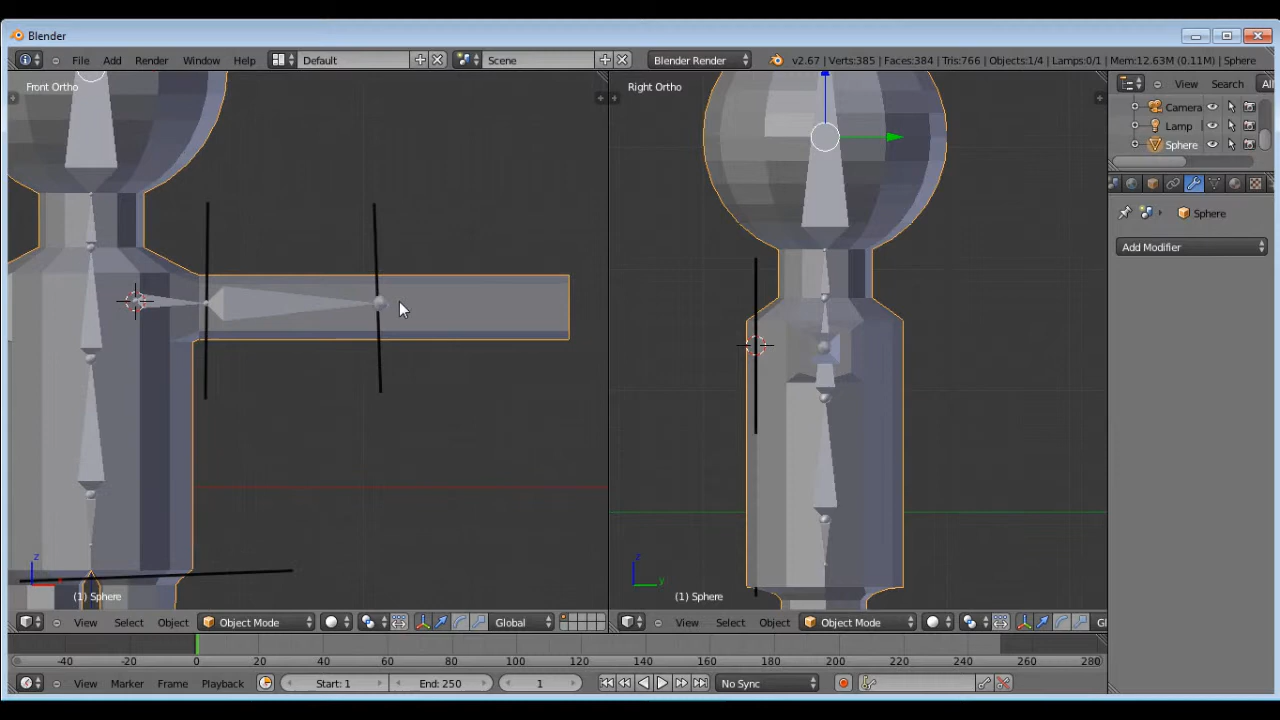 Blender
File Add Render Window Help Default Scene Blender Render v2.67 | Verts:385 | Faces:384 | Tris:766 | Objects:1/4 | Lamps:0/1 | Mem:12.63M (0.11M) | Sphere
Front Ortho
Right Ortho
View Search All
Camera
Lamp
Sphere
Sphere
Add Modifier
z
(1) Sphere
z
y
(1) Sphere
View Select Object Object Mode Global
View Select Object Object Mode Gl
-40 -20 0 20 40 60 80 100 120 140 160 180 200 220 240 260 280
View Marker Frame Playback Start: 1 End: 250 1 No Sync